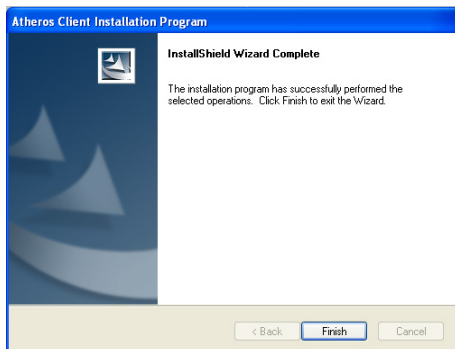 Atheros Client Installation Program
InstallShield Wizard Complete
The installation program has successfully performed the
selected operations. Click Finish to exit the Wizard.
< Back
Finish
Cancel